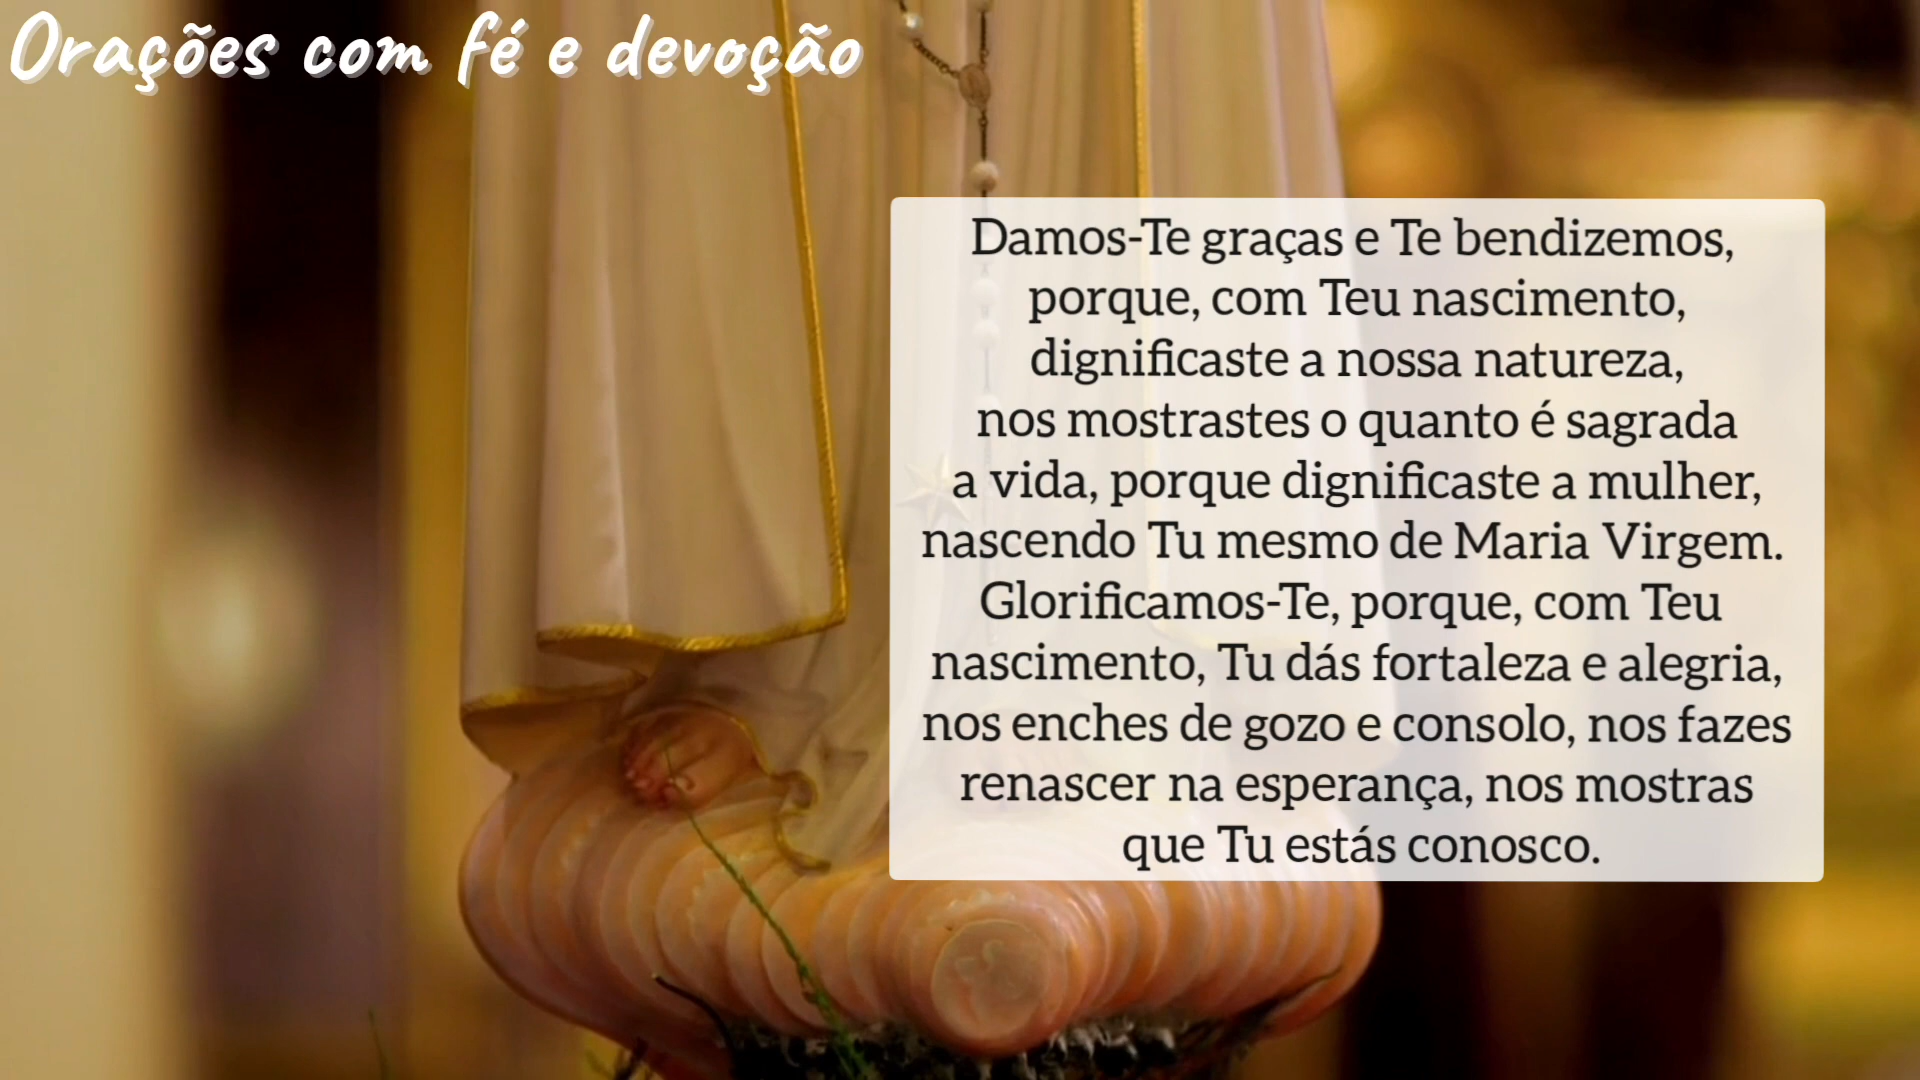 Orações com fé e devoção
Damos-Te graças e Te bendizemos,
porque, com Teu nascimento,
dignificaste a nossa natureza,
nos mostrastes o quanto é sagrada
a vida, porque dignificaste a mulher,
nascendo Tu mesmo de Maria Virgem.
Glorificamos-Te, porque, com Teu
nascimento, Tu dás fortaleza e alegria,
nos enches de gozo e consolo, nos fazes
renascer na esperança, nos mostras
que Tu estás conosco.